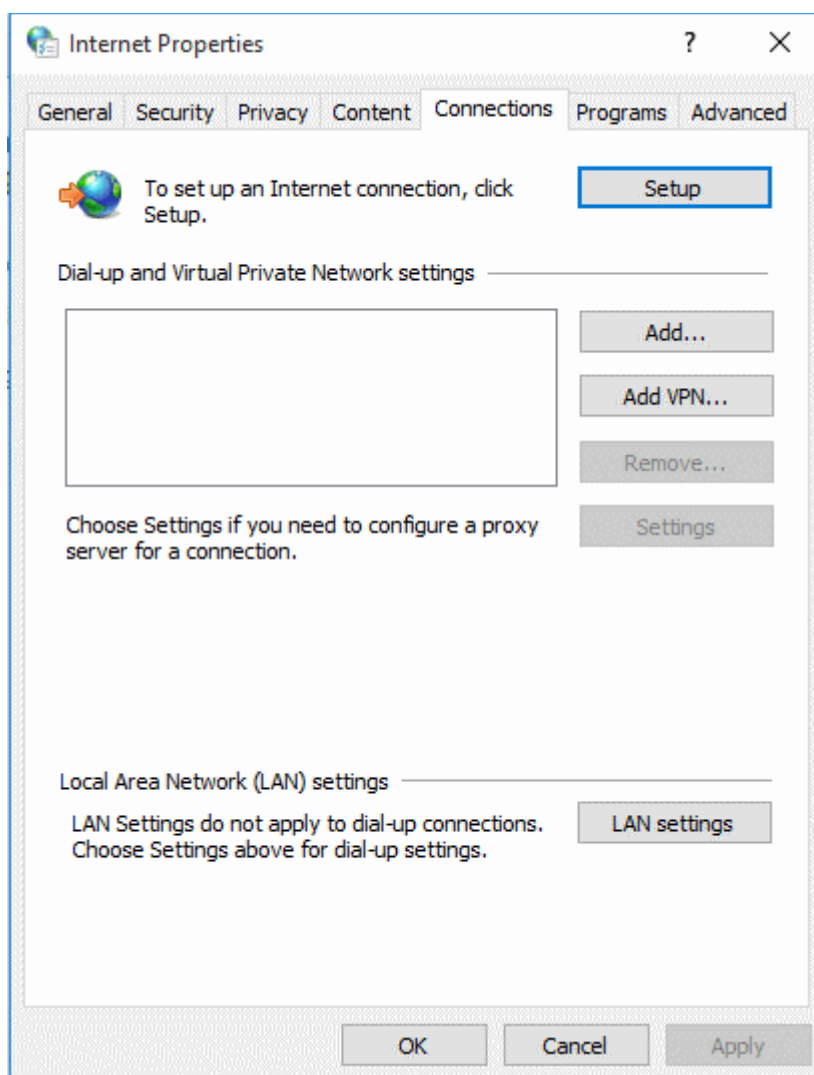 Internet Properties
?
General Security Privacy Content Connections Programs Advanced
To set up an Internet connection, click
Setup.
Setup
Dial-up and Virtual Private Network settings
Add...
Add VPN...
Remove...
Choose Settings if you need to configure a proxy
server for a connection.
Settings
Local Area Network (LAN) settings
LAN Settings do not apply to dial-up connections.
Choose Settings above for dial-up settings.
LAN settings
OK Cancel Apply